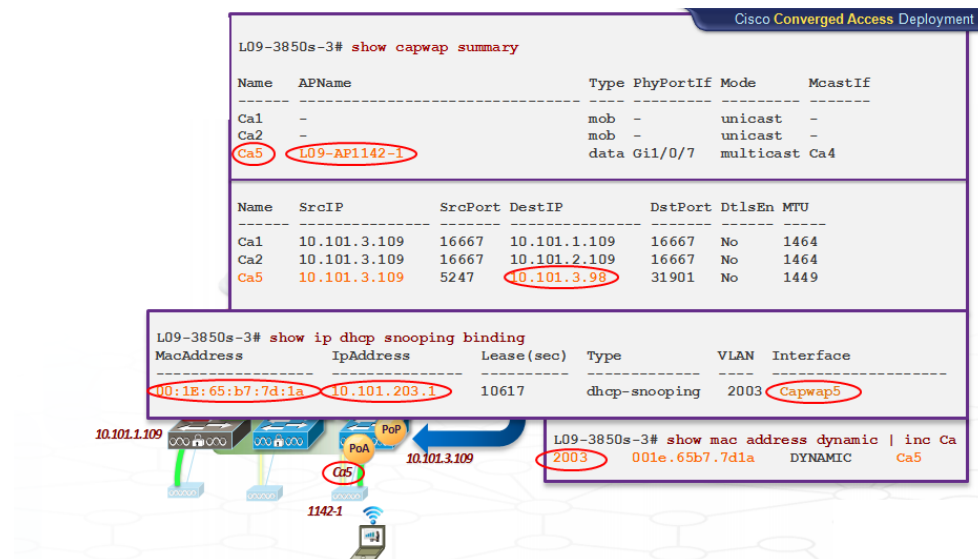 Cisco Converged Access Deployment
L09-3850s-3# show capwap summary
Name APName Type PhyPortIf Mode McastIf
------ -------------------------------- ---- --------- --------- -------
Ca1 - mob - unicast -
Ca2 - mob - unicast -
Ca5 L09-AP1142-1 data Gi1/0/7 multicast Ca4
Name SrcIP SrcPort DestIP DstPort DtlsEn MTU
------ --------------- ------- --------------- ------- ------ -----
Ca1 10.101.3.109 16667 10.101.1.109 16667 No 1464
Ca2 10.101.3.109 16667 10.101.2.109 16667 No 1464
Ca5 10.101.3.109 5247 10.101.3.98 31901 No 1449
L09-3850s-3# show ip dhcp snooping binding
MacAddress IpAddress Lease(sec) Type VLAN Interface
------------------ --------------- ---------- ------------- ---- --------------------
00:1E:65:b7:7d:1a 10.101.203.1 10617 dhcp-snooping 2003 Capwap5
10.101.1.109
PoP
PoA
10.101.3.109
Ca5
1142-1
L09-3850s-3# show mac address dynamic | inc Ca
2003 001e.65b7.7d1a DYNAMIC Ca5